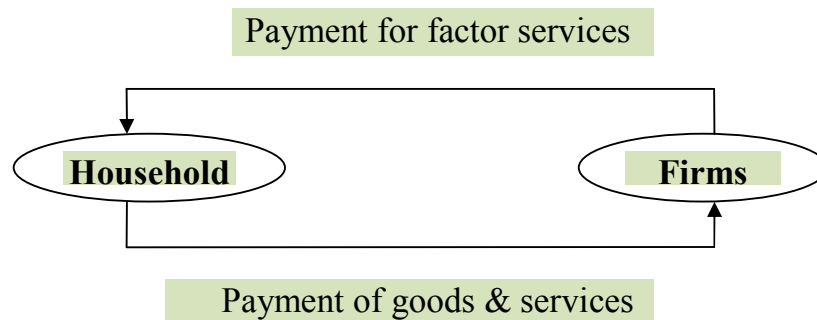 Payment for factor services
Household
Firms
Payment of goods & services